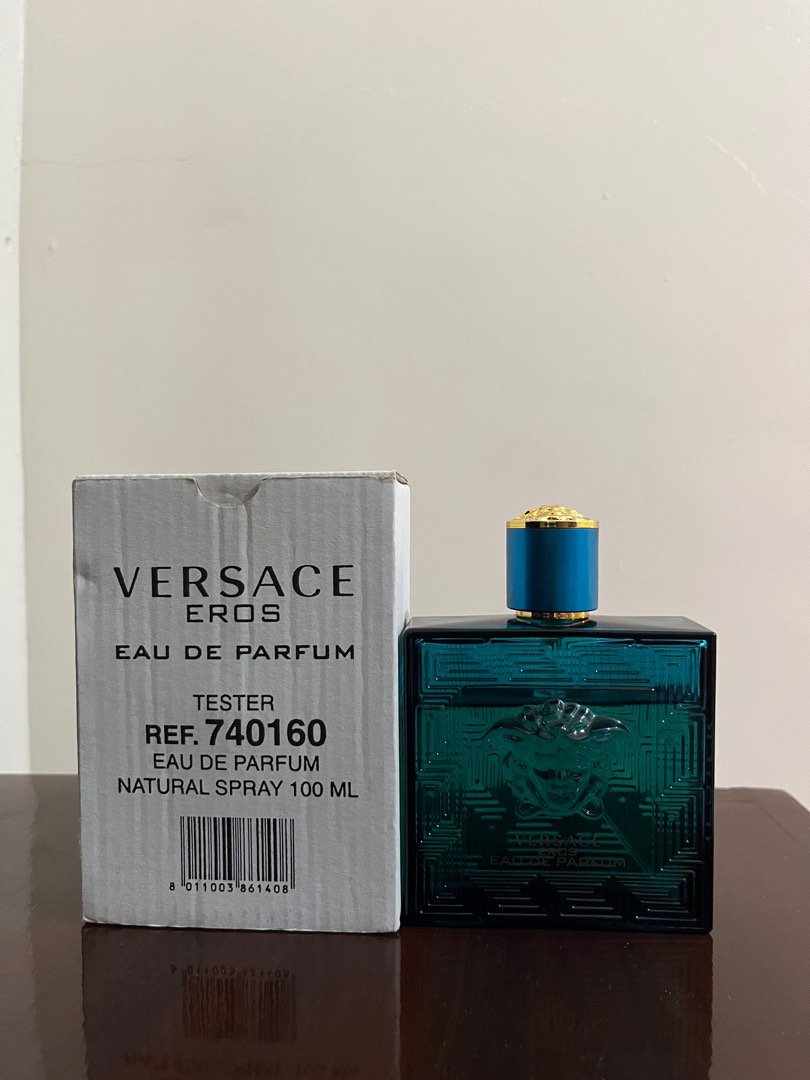 VERSACE
EROS
EAU DE PARFUM
TESTER
REF. 740160
EAU DE PARFUM
NATURAL SPRAY 100 ML
8 011003 861408
VERSACE
EROS
EAU DE PARFUM